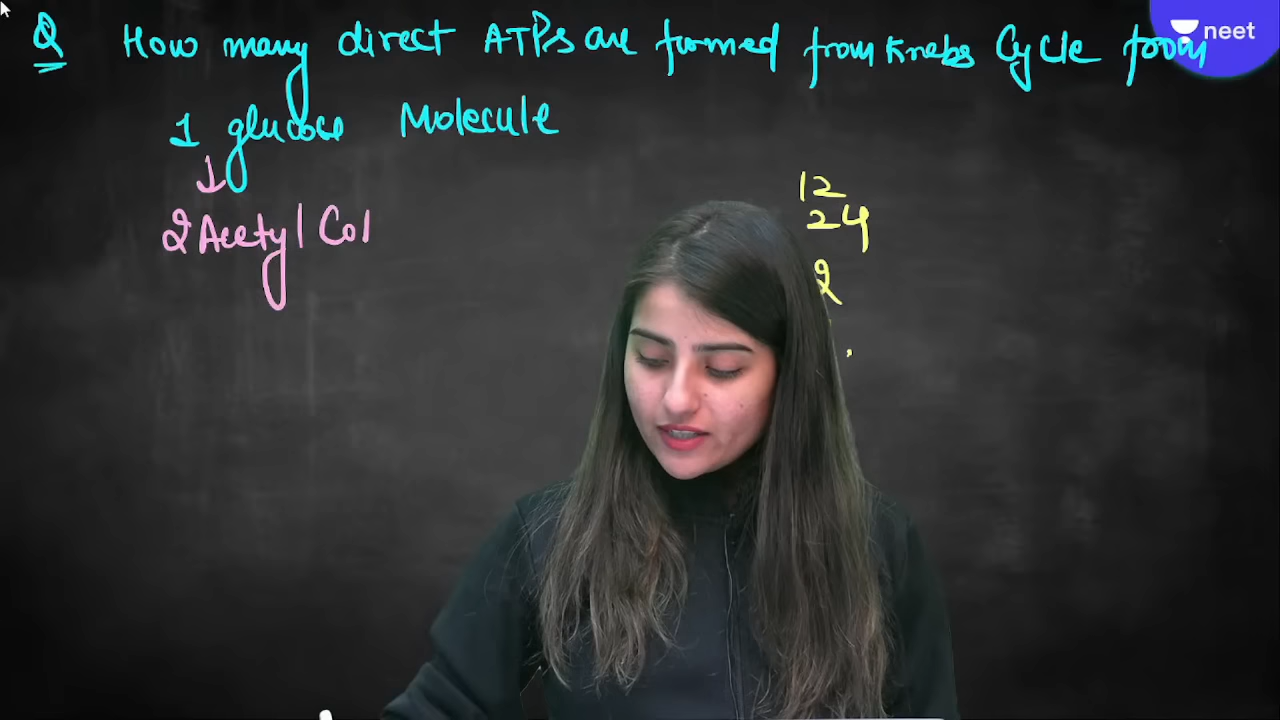 Q How many direct ATPs are formed from Krebs Cycle from
neet
1 glucose Molecule
2 Acetyl Co
12
24
2